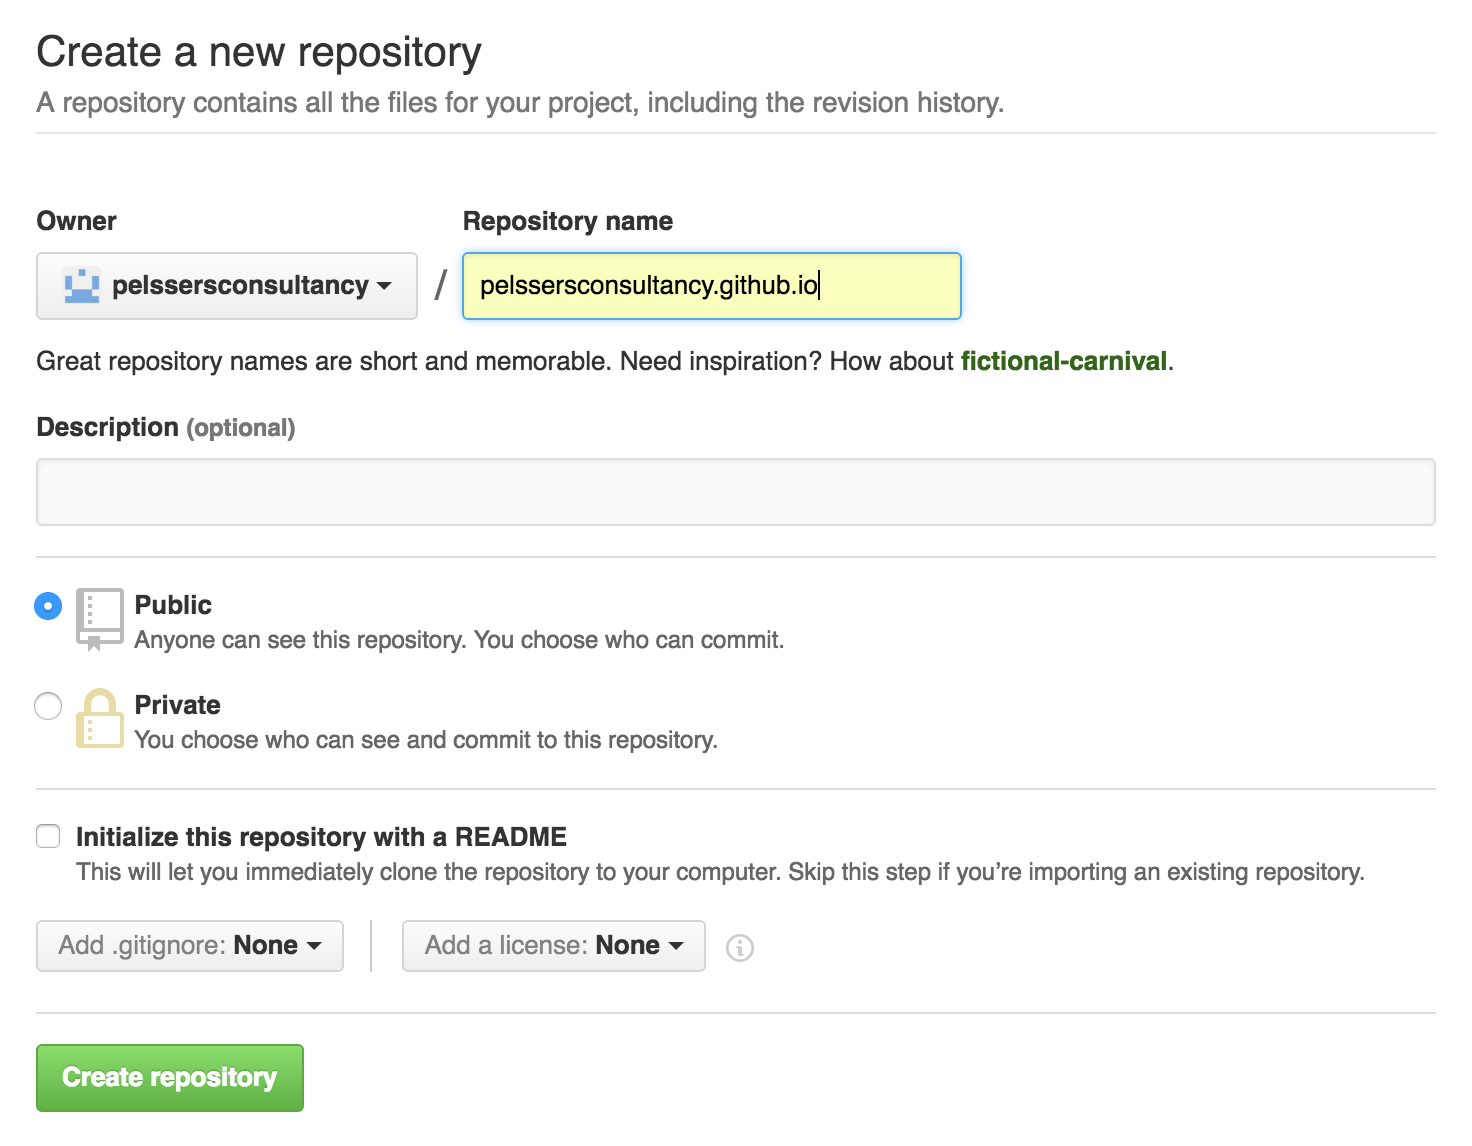 Create a new repository
A repository contains all the files for your project, including the revision history.
Owner Repository name
pelssersconsultancy / pelssersconsultancy.github.io
Great repository names are short and memorable. Need inspiration? How about fictional-carnival.
Description (optional)
Public
Anyone can see this repository. You choose who can commit.
Private
You choose who can see and commit to this repository.
Initialize this repository with a README
This will let you immediately clone the repository to your computer. Skip this step if you’re importing an existing repository.
Add .gitignore: None Add a license: None
Create repository